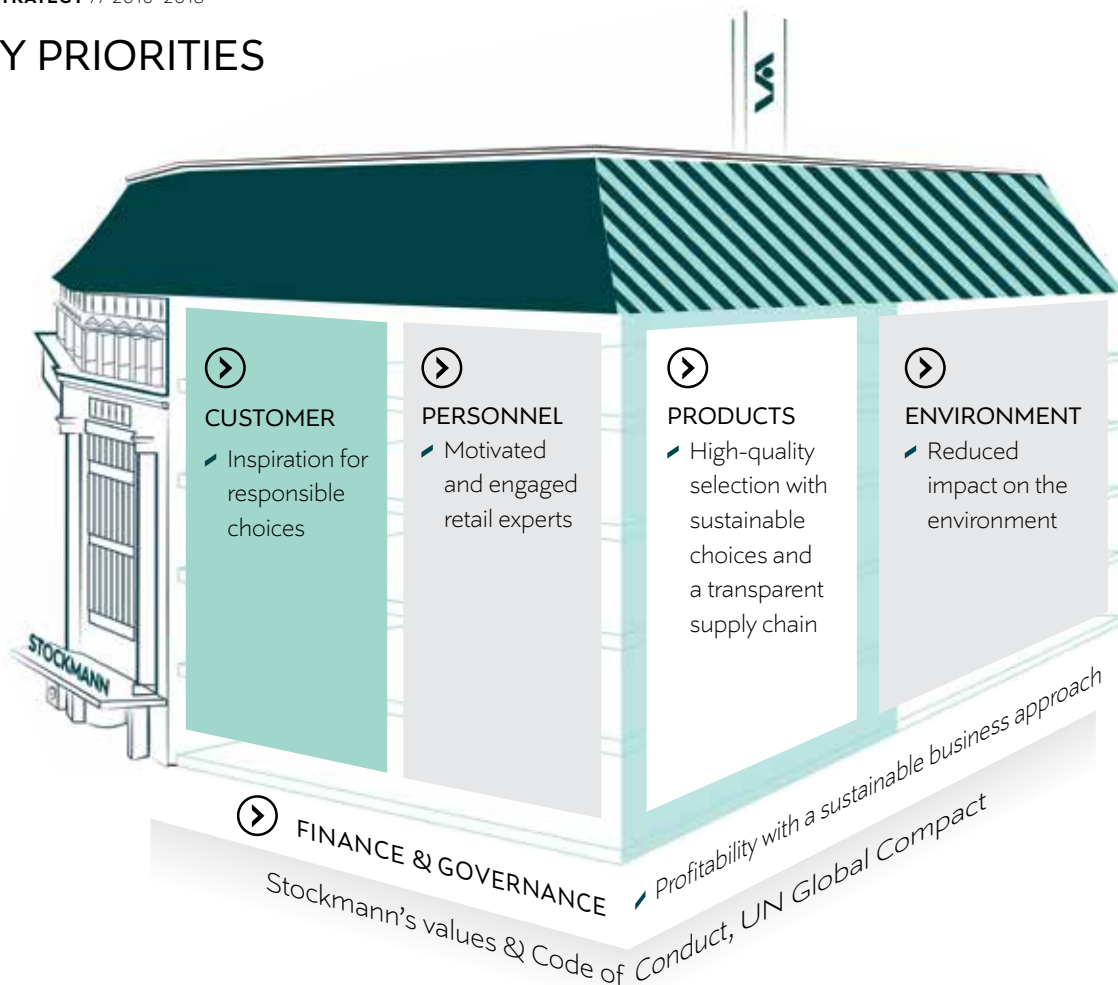 Y PRIORITIES
CUSTOMER
Inspiration for
responsible
choices
PERSONNEL
Motivated
and engaged
retail experts
PRODUCTS
High-quality
selection with
sustainable
choices and
a transparent
supply chain
ENVIRONMENT
Reduced
impact on the
environment
STOCKMANN
FINANCE & GOVERNANCE
Profitability with a sustainable business approach
Stockmann's values & Code of Conduct, UN Global Compact